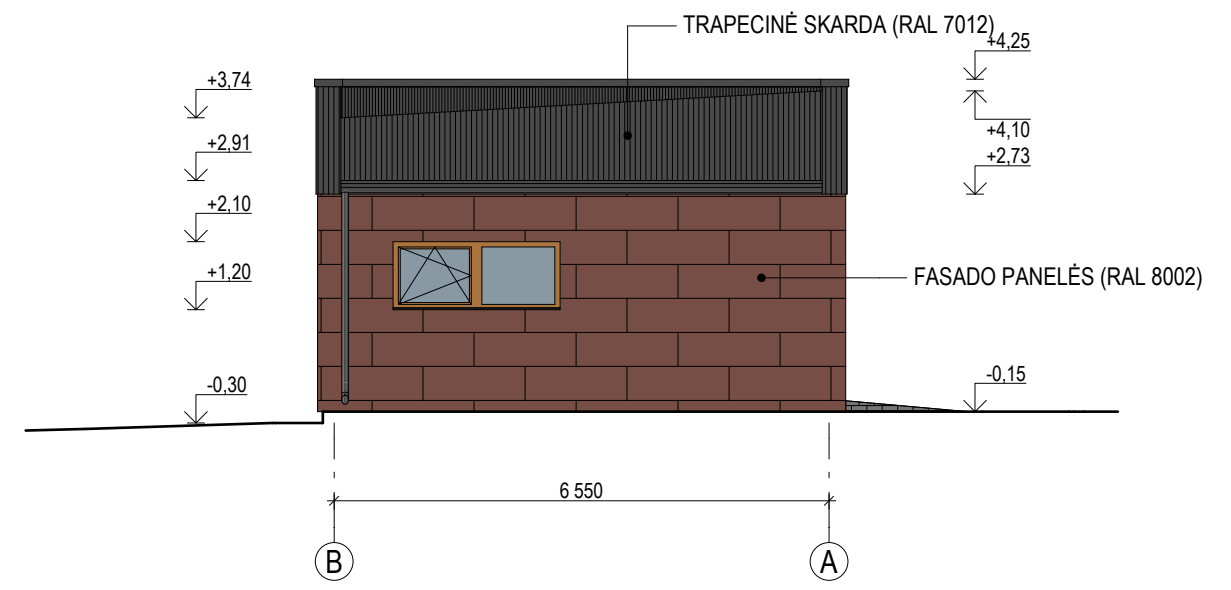 TRAPECINĖ SKARDA (RAL 7012)
+4,25
+3,74
+4,10
+2,91
+2,73
+2,10
+1,20
FASADO PANELĖS (RAL 8002)
-0,30
-0,15
6 550
B
A